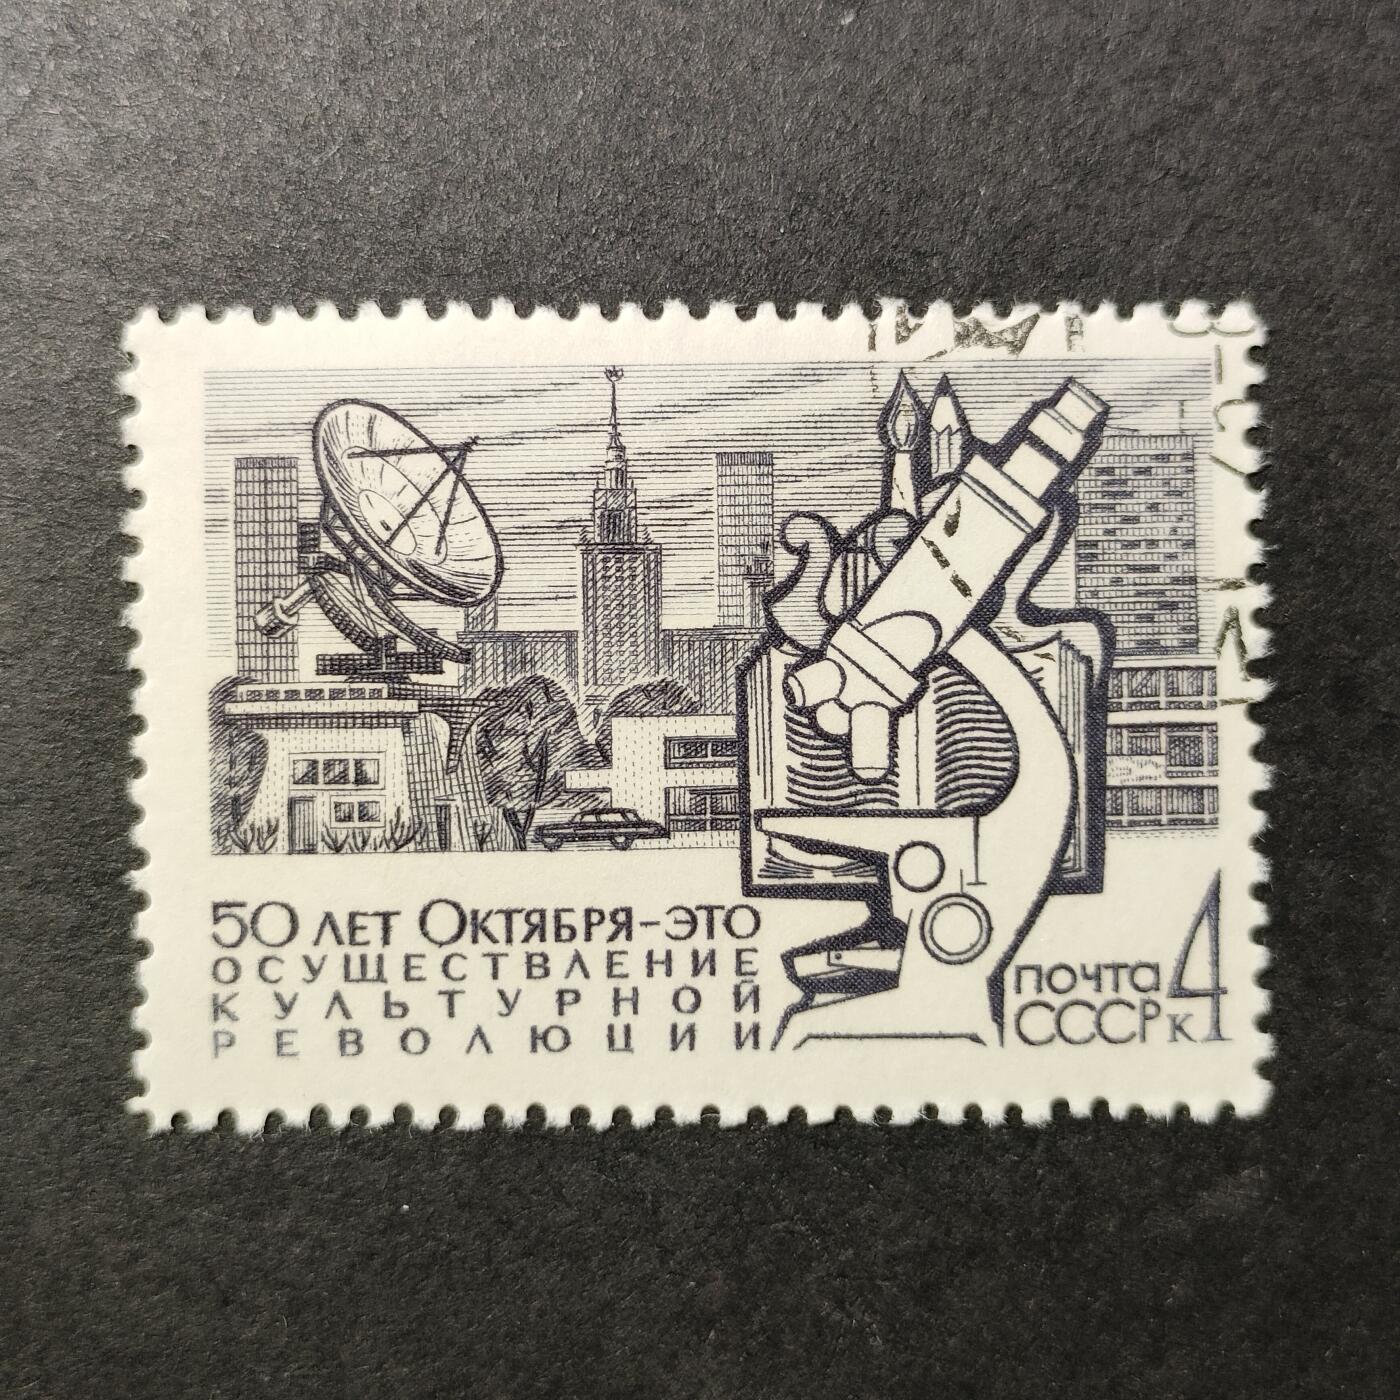 50 лет Октября-это
осуществление
культурной
революции
почта
СССР к 4